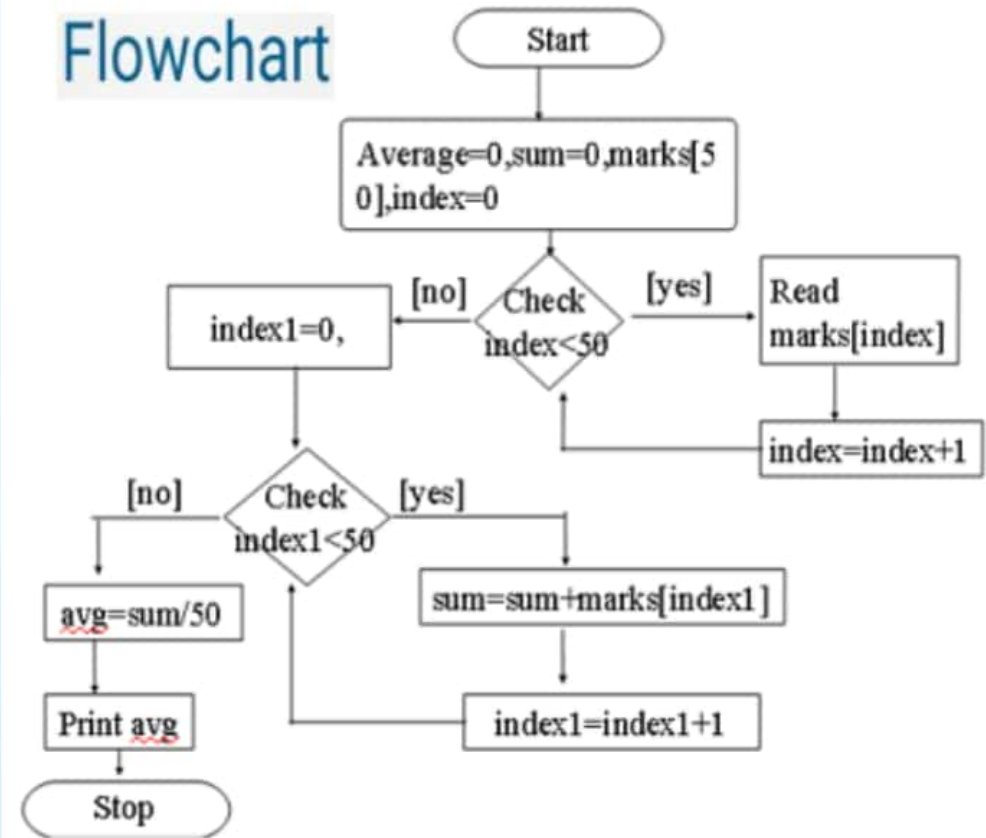 Flowchart
Start
Average=0,sum=0,marks[5
0],index=0
[no]
Check
index<50
[yes]
Read
marks[index]
index1=0,
index=index+1
[no]
Check
index1<50
[yes]
avg=sum/50
sum=sum+marks[index1]
Print avg
index1=index1+1
Stop